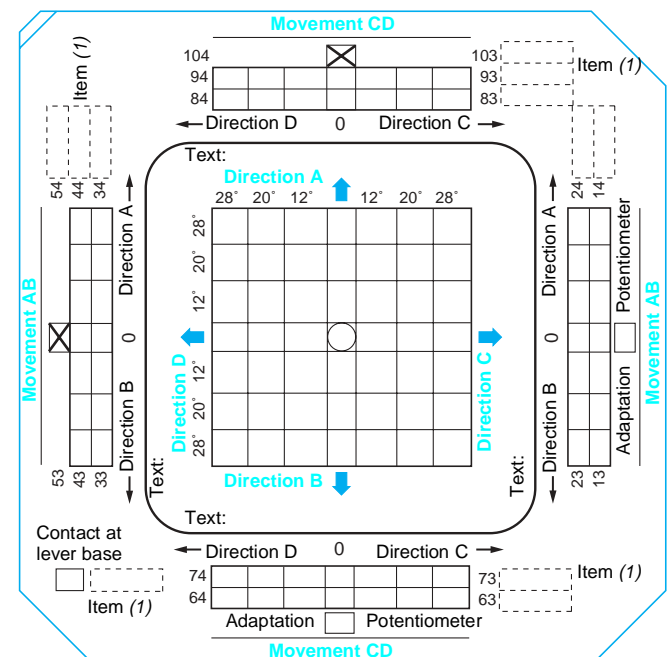 Movement CD
104
103
Item (1)
94
93
84
83
Direction D
0
Direction C
Item (1)
54
44
34
Direction A
0
Direction B
53
43
33
Movement AB
Text:
Direction A
28° 20° 12° 12° 20° 28°
28°
20°
12°
12°
20°
28°
Direction D
Direction C
Direction B
Text:
Text:
Text:
24
14
Direction A
0
Direction B
23
13
Potentiometer
Adaptation
Movement AB
Contact at
lever base
Item (1)
Direction D
0
Direction C
74
73
Item (1)
64
63
Adaptation
Potentiometer
Movement CD